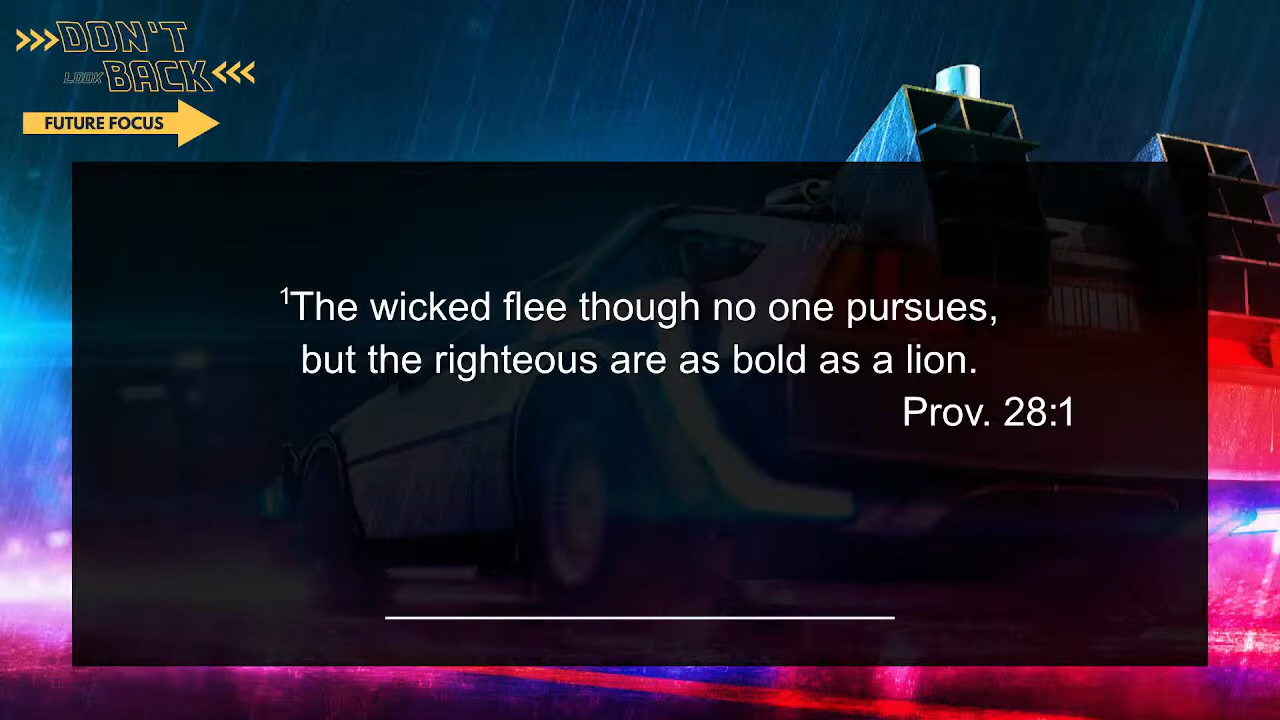 >>>DON'T
LOOK BACK<<<
FUTURE FOCUS
¹The wicked flee though no one pursues,
but the righteous are as bold as a lion.
Prov. 28:1